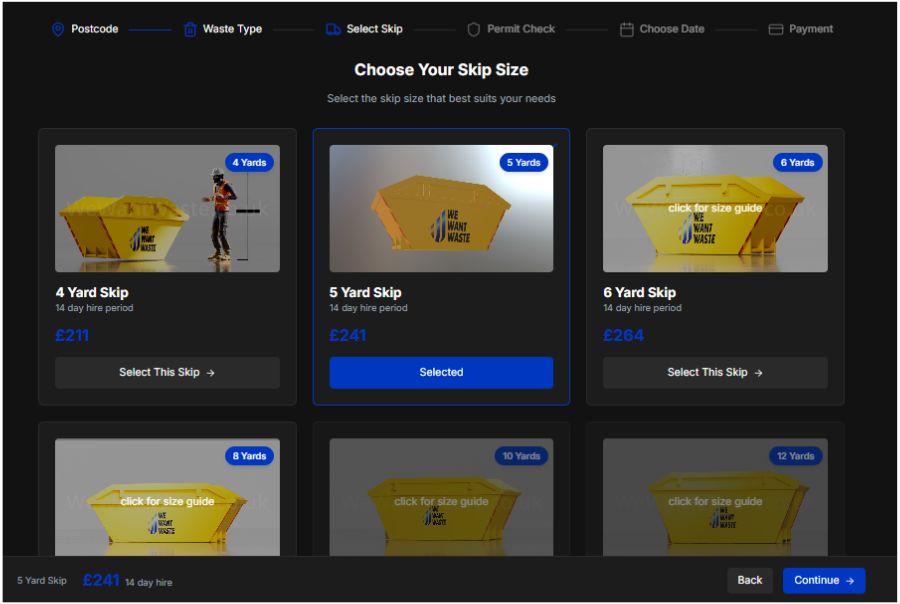 Postcode
Waste Type
Select Skip
Permit Check
Choose Date
Payment
Choose Your Skip Size
Select the skip size that best suits your needs
4 Yards
4 Yard Skip
14 day hire period
£211
Select This Skip →
5 Yards
WE
WANT
WASTE
5 Yard Skip
14 day hire period
£241
Selected
6 Yards
click for size guide
WE
WANT
WASTE
6 Yard Skip
14 day hire period
£264
Select This Skip →
8 Yards
click for size guide
WE
WANT
WASTE
10 Yards
click for size guide
WE
WANT
WASTE
12 Yards
click for size guide
WE
WANT
WASTE
5 Yard Skip
£241
14 day hire
Back
Continue →